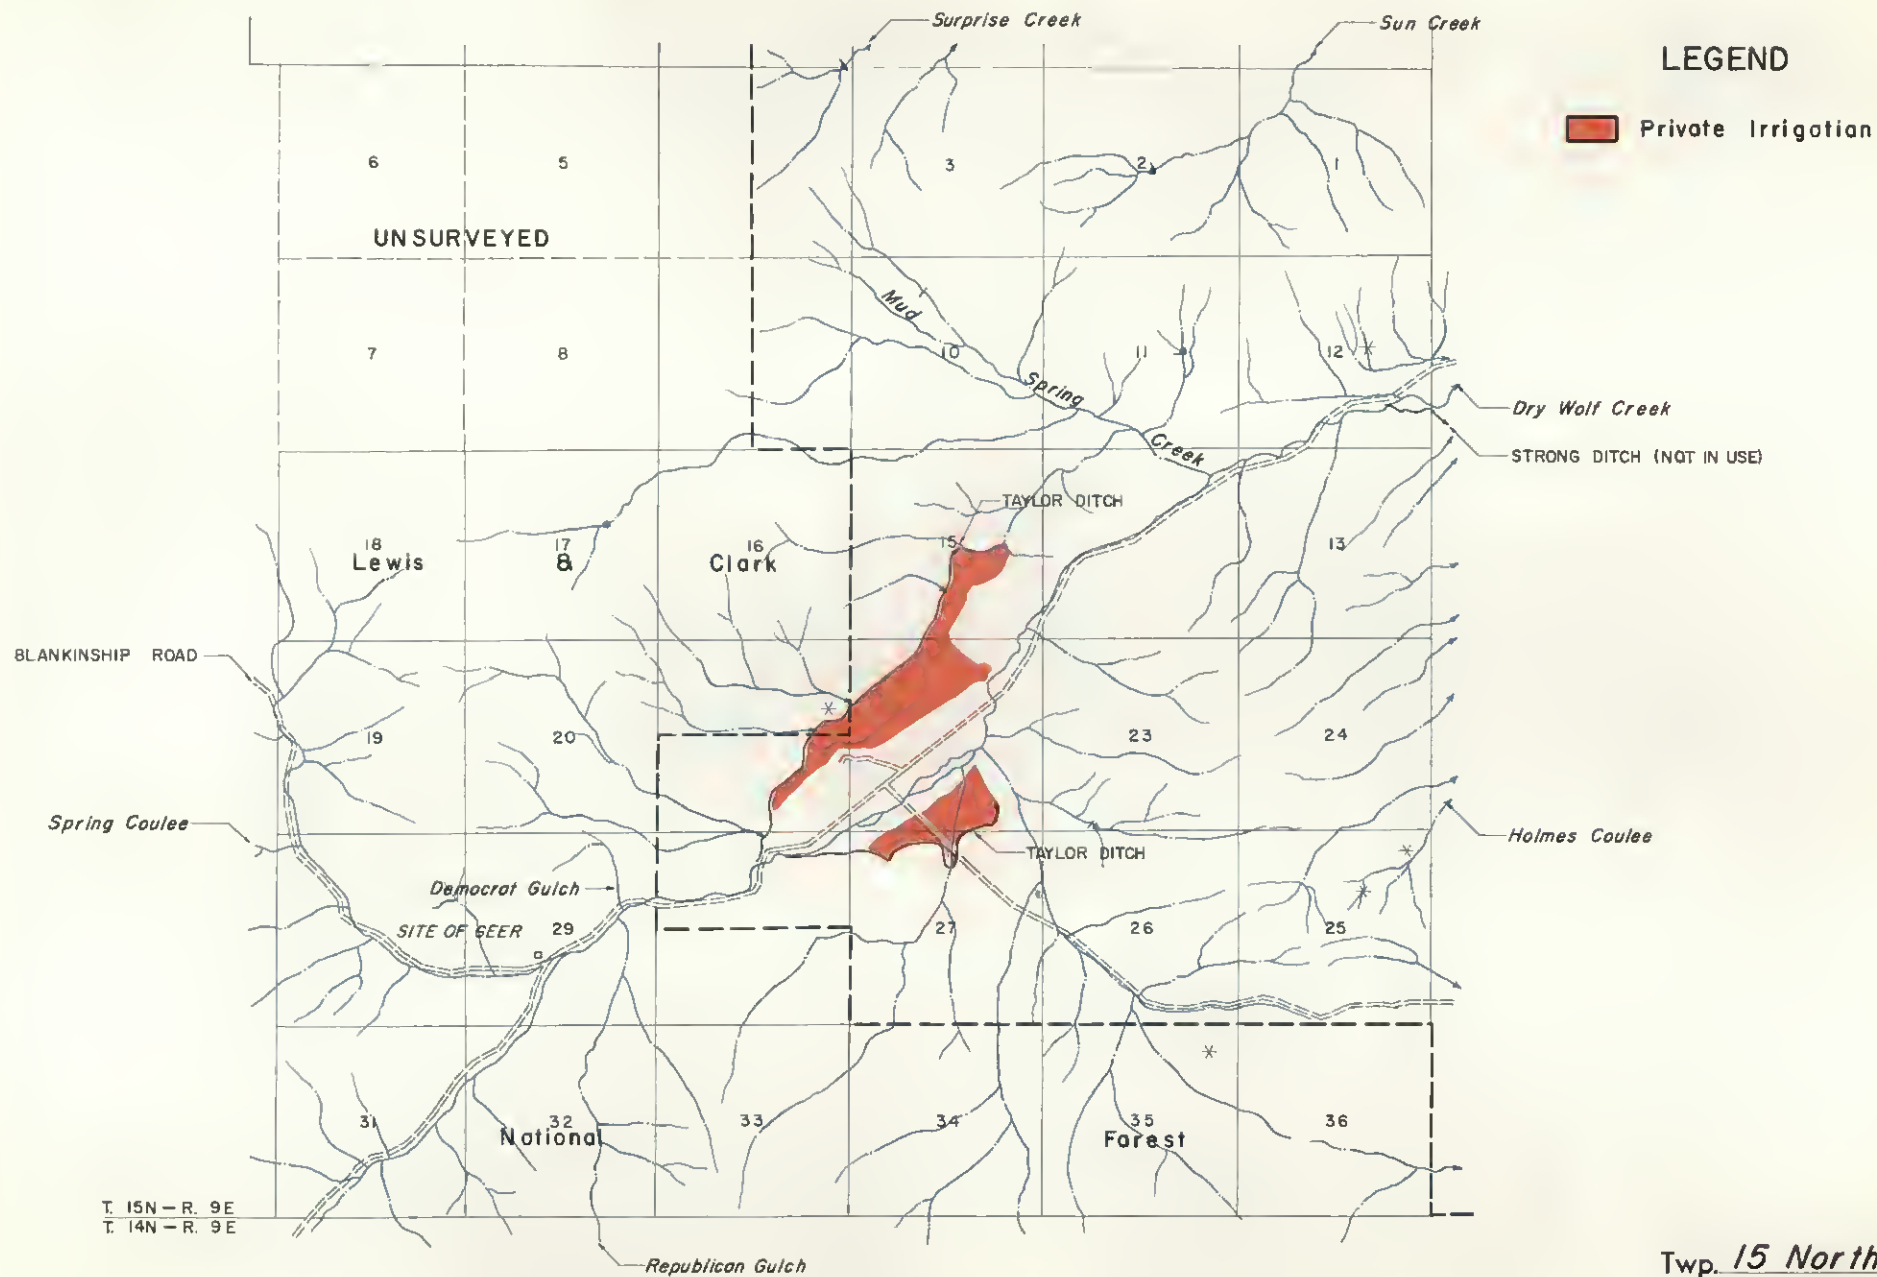 Surprise Creek
Sun Creek
LEGEND
Private Irrigation
6
5
3
2
1
UNSURVEYED
Mud
7
8
10
11
12
Spring
Dry Wolf Creek
Creek
STRONG DITCH (NOT IN USE)
TAYLOR DITCH
18
17
16
15
13
Lewis
&
Clark
BLANKINSHIP ROAD
19
20
23
24
Spring Coulee
Holmes Coulee
TAYLOR DITCH
Democrat Gulch
SITE OF GEER
29
27
26
25
31
32
33
34
35
36
National
Forest
T. 15N - R. 9E
T. 14N - R. 9E
Republican Gulch
Twp. 15 North